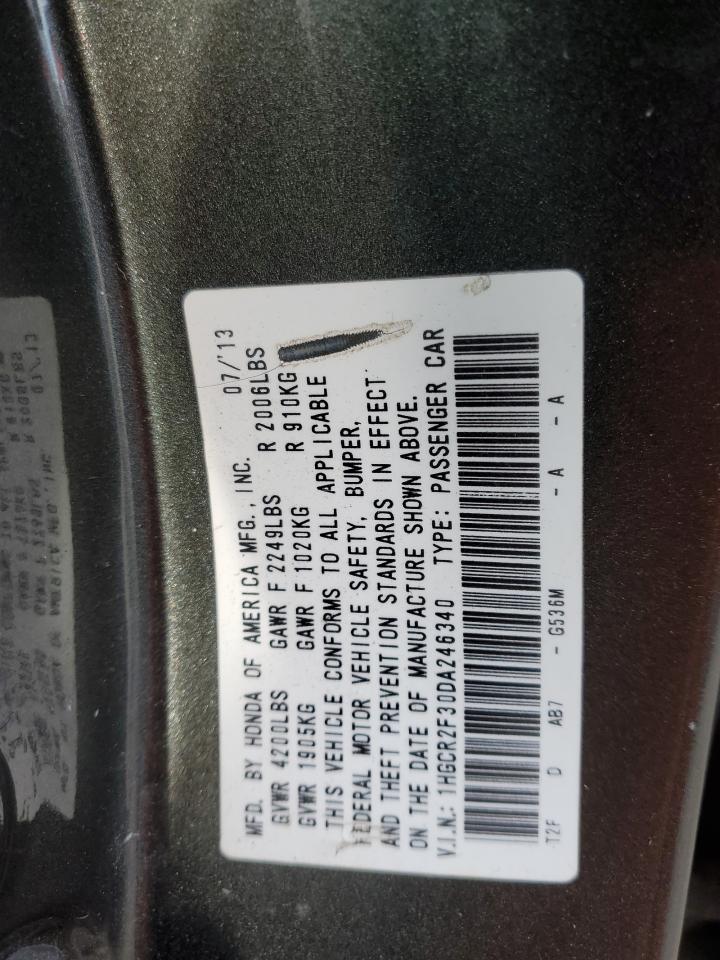 MFD. BY HONDA OF AMERICA MFG., INC. 07/'13
GVWR 4200LBS GAWR F 2249LBS R 2006LBS
GVWR 1905KG GAWR F 1020KG R 910KG
THIS VEHICLE CONFORMS TO ALL APPLICABLE
FEDERAL MOTOR VEHICLE SAFETY, BUMPER,
AND THEFT PREVENTION STANDARDS IN EFFECT
ON THE DATE OF MANUFACTURE SHOWN ABOVE.
V.I.N.: 1HGCR2F30DA246340 TYPE: PASSENGER CAR
T2F D AB7 - G536M - A - A